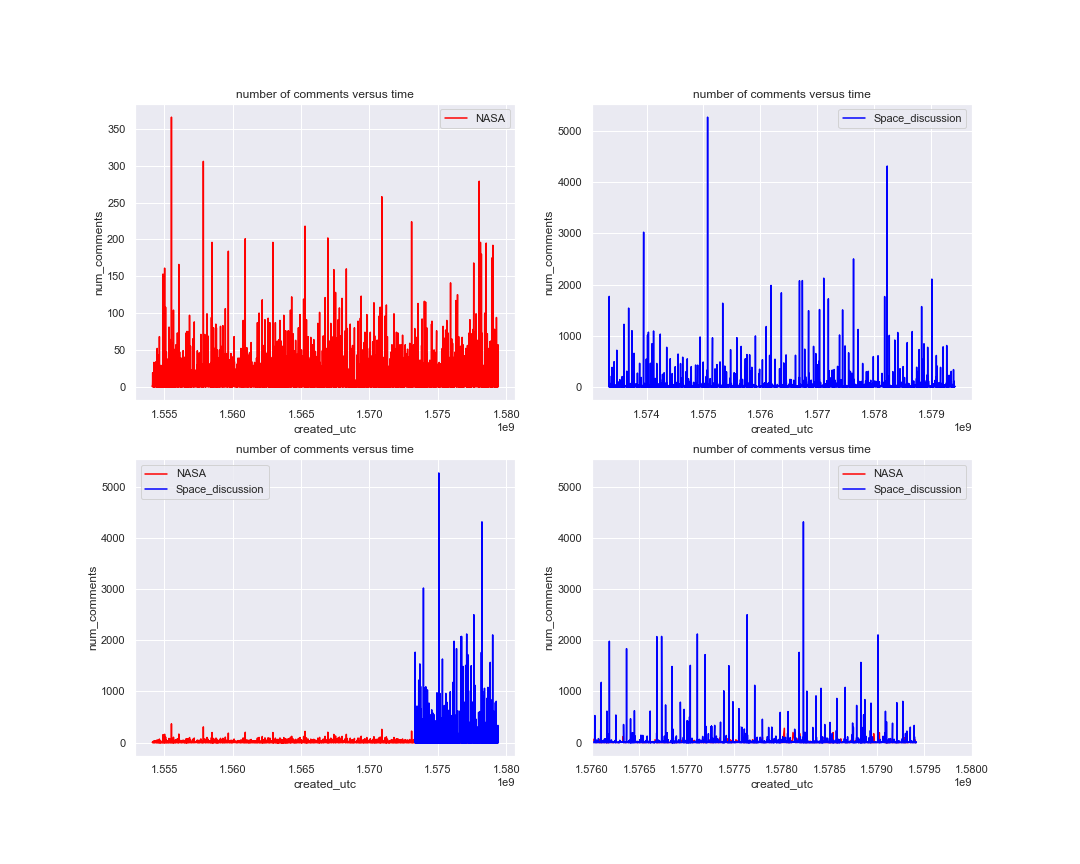 number of comments versus time
NASA
350
300
250
200
150
100
50
0
num_comments
1.555 1.560 1.565 1.570 1.575 1.580
created_utc
1e9
number of comments versus time
Space_discussion
5000
4000
3000
2000
1000
0
num_comments
1.574 1.575 1.576 1.577 1.578 1.579
created_utc
1e9
number of comments versus time
NASA
Space_discussion
5000
4000
3000
2000
1000
0
num_comments
1.555 1.560 1.565 1.570 1.575 1.580
created_utc
1e9
number of comments versus time
NASA
Space_discussion
5000
4000
3000
2000
1000
0
num_comments
1.5760 1.5765 1.5770 1.5775 1.5780 1.5785 1.5790 1.5795 1.5800
created_utc
1e9